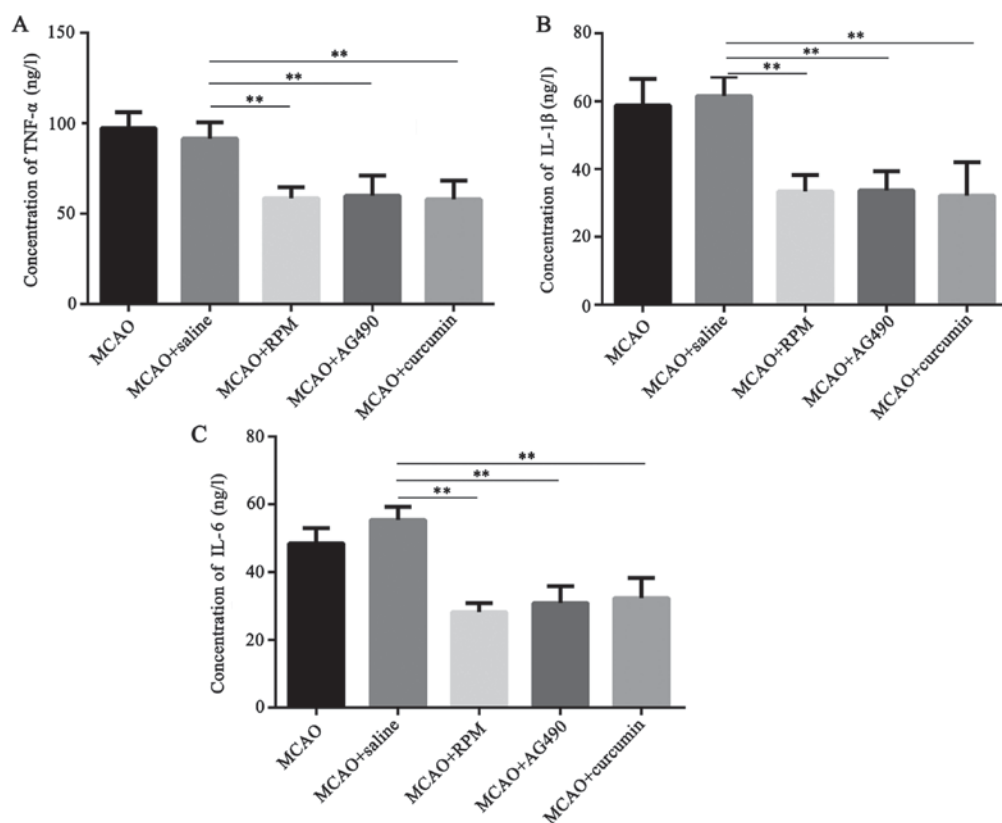 A
Concentration of TNF-α (ng/l)
150
100
50
0
**
**
**
MCAO
MCAO+saline
MCAO+RPM
MCAO+AG490
MCAO+curcumin
B
Concentration of IL-1β (ng/l)
80
60
40
20
0
**
**
**
MCAO
MCAO+saline
MCAO+RPM
MCAO+AG490
MCAO+curcumin
C
Concentration of IL-6 (ng/l)
80
60
40
20
0
**
**
**
MCAO
MCAO+saline
MCAO+RPM
MCAO+AG490
MCAO+curcumin